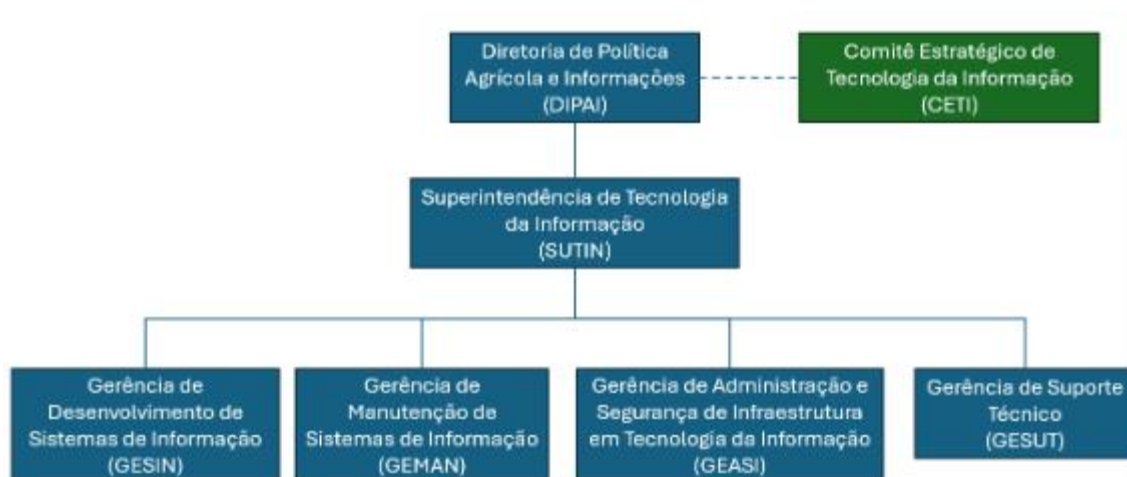 Diretoria de Política
Agrícola e Informações
(DIPAI)
Comitê Estratégico de
Tecnologia da Informação
(CETI)
Superintendência de Tecnologia
da Informação
(SUTIN)
Gerência de
Desenvolvimento de
Sistemas de Informação
(GESIN)
Gerência de
Manutenção de
Sistemas de Informação
(GEMAN)
Gerência de Administração e
Segurança de Infraestrutura
em Tecnologia da Informação
(GEASI)
Gerência de Suporte
Técnico
(GESUT)